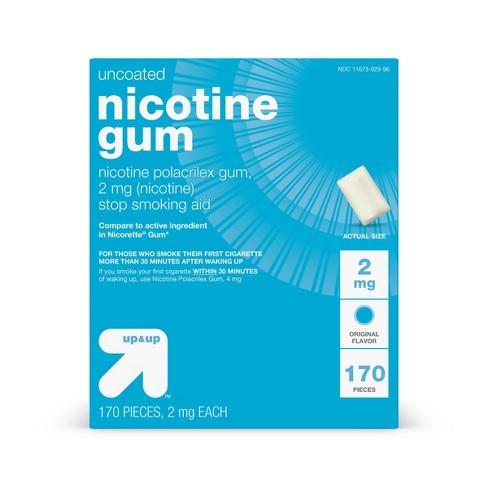 uncoated
NDC 11673-029-96
nicotine
gum
nicotine polacrilex gum,
2 mg (nicotine)
stop smoking aid
Compare to active ingredient
in Nicorette® Gum*
ACTUAL SIZE
FOR THOSE WHO SMOKE THEIR FIRST CIGARETTE
MORE THAN 30 MINUTES AFTER WAKING UP
If you smoke your first cigarette WITHIN 30 MINUTES
of waking up, use Nicotine Polacrilex Gum, 4 mg
2
mg
ORIGINAL
FLAVOR
up&up
™
170
PIECES
170 PIECES, 2 mg EACH